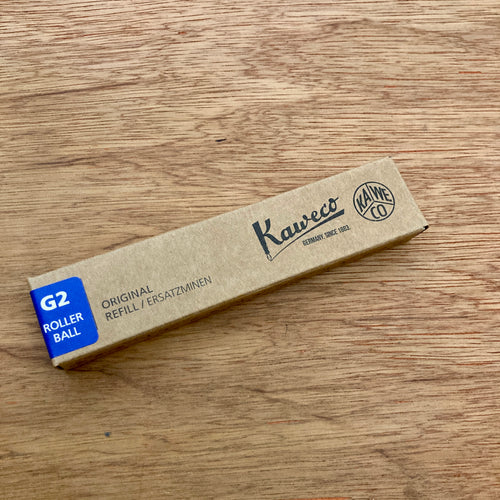 G2
ROLLER
BALL
ORIGINAL
REFILL / ERSATZMINEN
Kaweco
GERMANY, SINCE 1883.
KA WE
CO